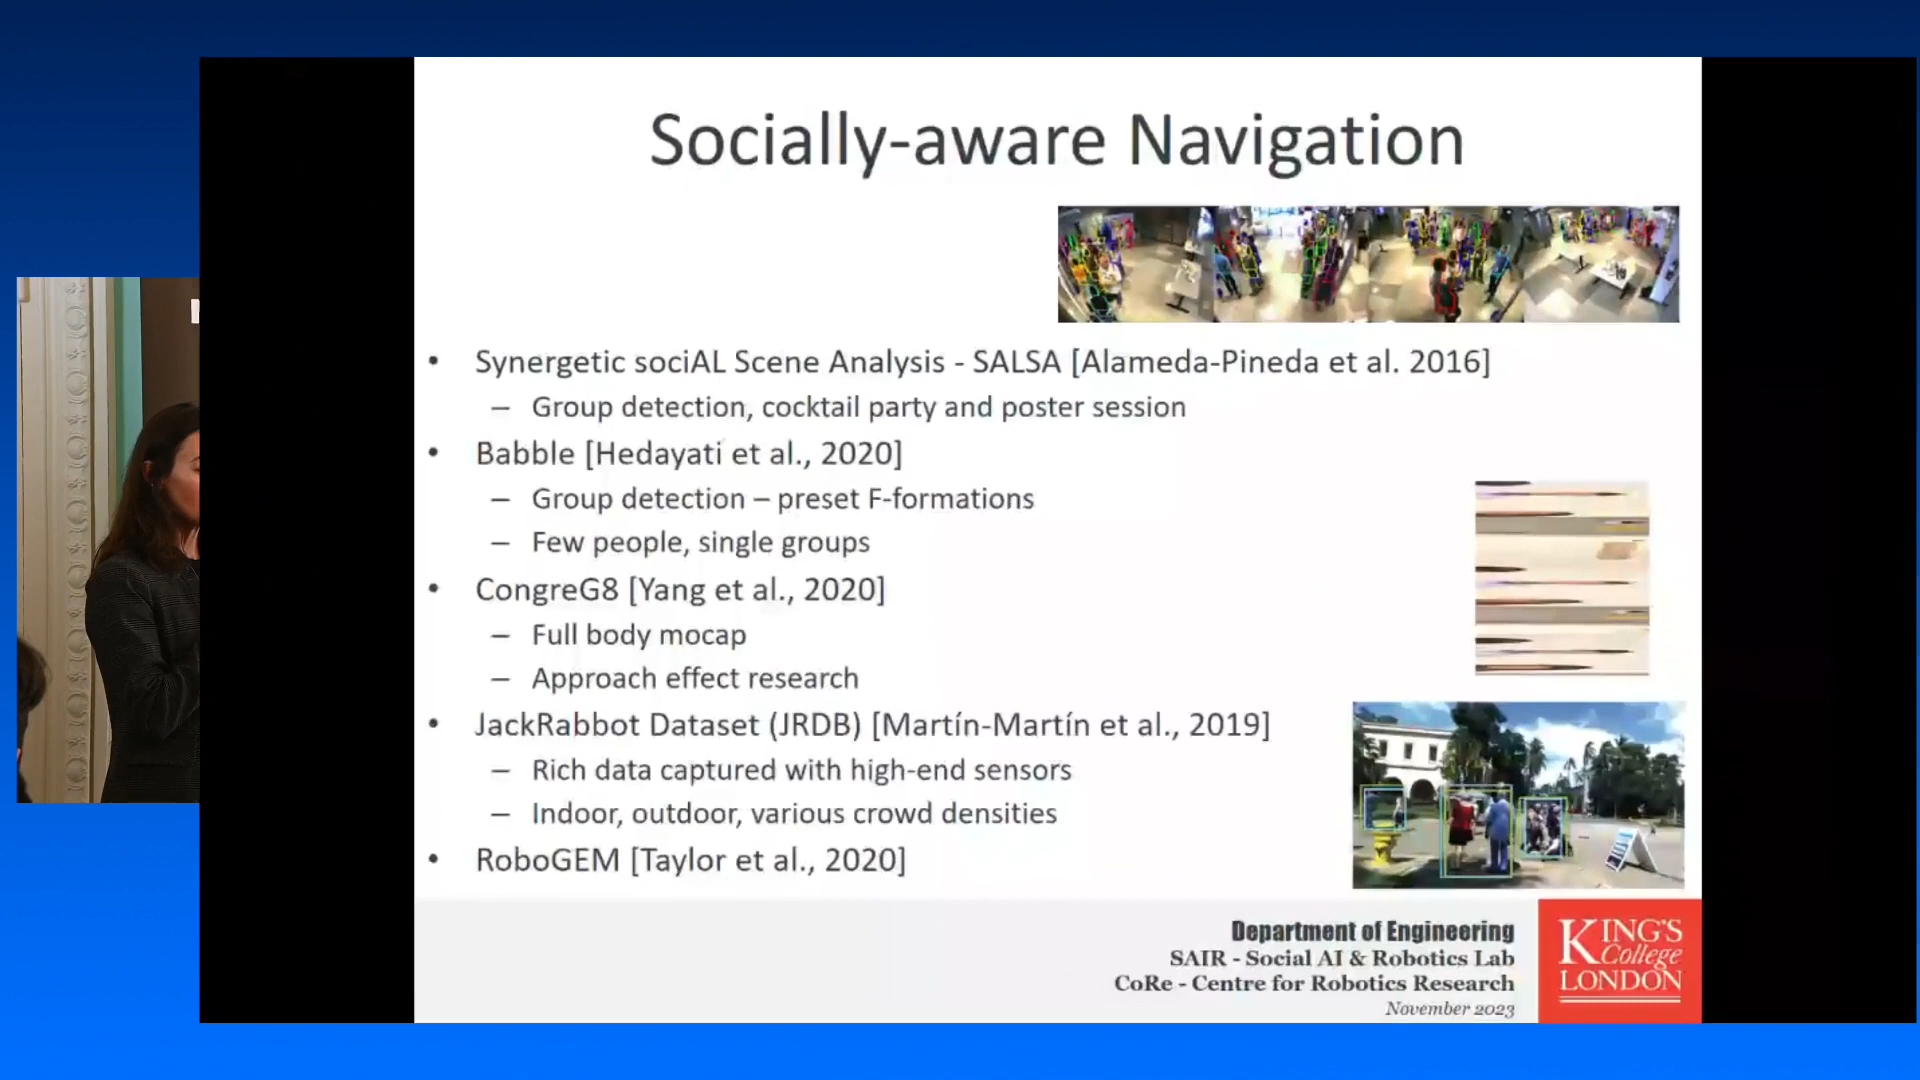 Socially-aware Navigation
• Synergetic sociAL Scene Analysis - SALSA [Alameda-Pineda et al. 2016]
– Group detection, cocktail party and poster session
• Babble [Hedayati et al., 2020]
– Group detection – preset F-formations
– Few people, single groups
• CongreG8 [Yang et al., 2020]
– Full body mocap
– Approach effect research
• JackRabbot Dataset (JRDB) [Martín-Martín et al., 2019]
– Rich data captured with high-end sensors
– Indoor, outdoor, various crowd densities
• RoboGEM [Taylor et al., 2020]
Department of Engineering
SAIR - Social AI & Robotics Lab
CoRe - Centre for Robotics Research
November 2023
KING'S
College
LONDON